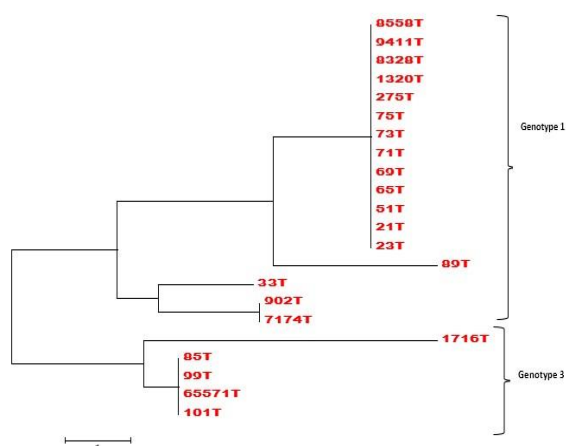 8558T
9411T
8328T
1320T
275T
75T
73T
Genotype 1
71T
69T
65T
51T
21T
23T
89T
33T
902T
7174T
1716T
85T
99T
Genotype 3
65571T
101T